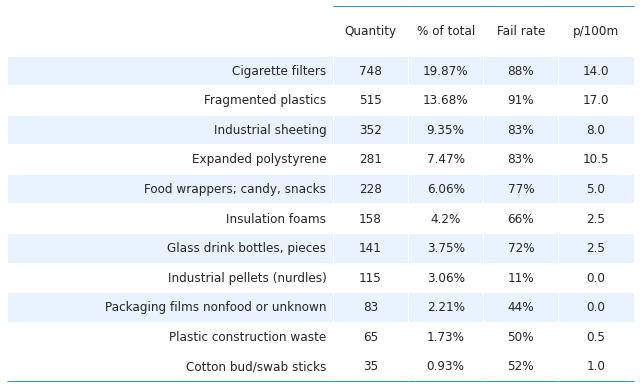 Quantity % of total Fail rate p/100m
Cigarette filters 748 19.87% 88% 14.0
Fragmented plastics 515 13.68% 91% 17.0
Industrial sheeting 352 9.35% 83% 8.0
Expanded polystyrene 281 7.47% 83% 10.5
Food wrappers; candy, snacks 228 6.06% 77% 5.0
Insulation foams 158 4.2% 66% 2.5
Glass drink bottles, pieces 141 3.75% 72% 2.5
Industrial pellets (nurdles) 115 3.06% 11% 0.0
Packaging films nonfood or unknown 83 2.21% 44% 0.0
Plastic construction waste 65 1.73% 50% 0.5
Cotton bud/swab sticks 35 0.93% 52% 1.0